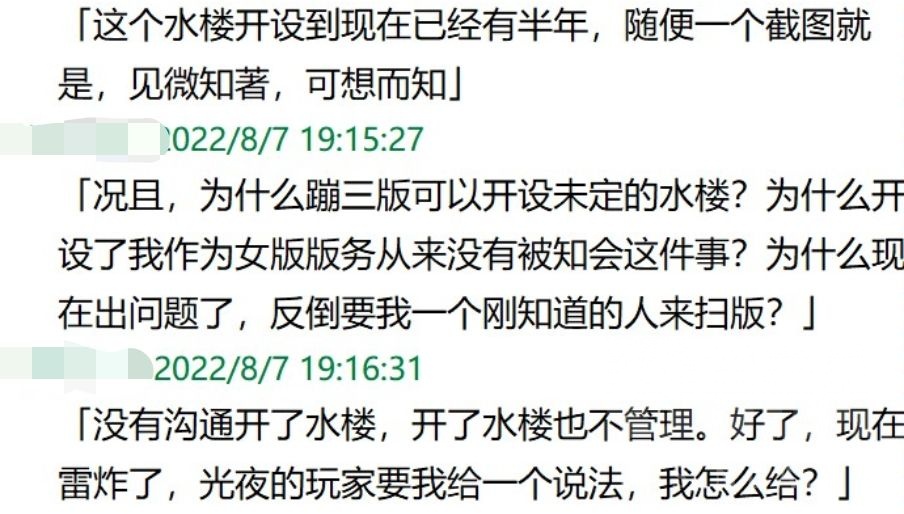 「这个水楼开设到现在已经有半年，随便一个截图就
是，见微知著，可想而知」
2022/8/7 19:15:27
「况且，为什么蹦三版可以开设未定的水楼？为什么开
设了我作为女版版务从来没有被知会这件事？为什么现
在出问题了，反倒要我一个刚知道的人来扫版？」
2022/8/7 19:16:31
「没有沟通开了水楼，开了水楼也不管理。好了，现在
雷炸了，光夜的玩家要我给一个说法，我怎么给？」